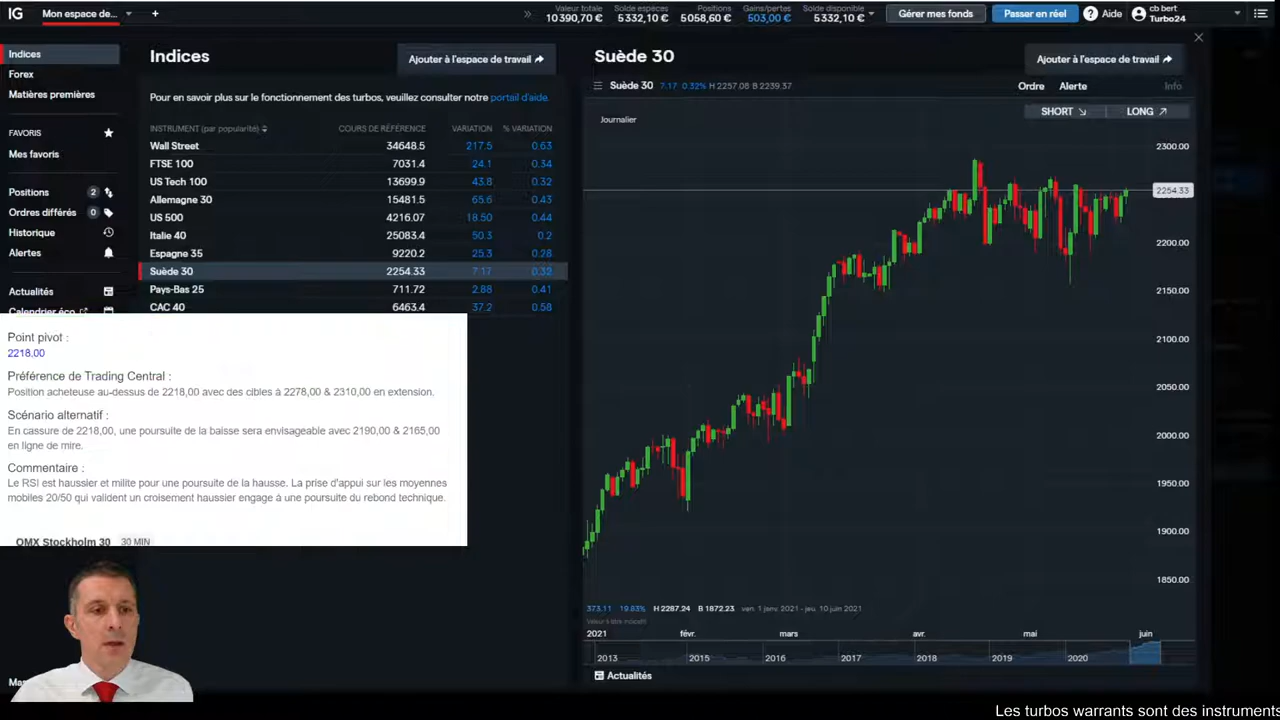 IG
Mon espace de...
+
»
Valeur totale
10 390,70 €
Solde espèces
5 332,10 €
Positions
5 058,60 €
Gains/pertes
503,00 €
Solde disponible
5 332,10 €
Gérer mes fonds
Passer en réel
Aide
cb bert
Turbo24
Indices
Forex
Matières premières
FAVORIS
Mes favoris
Positions 2
Ordres différés 0
Historique
Alertes
Actualités
Calendrier éco.
Indices
Ajouter à l'espace de travail
Pour en savoir plus sur le fonctionnement des turbos, veuillez consulter notre portail d'aide.
INSTRUMENT (par popularité) COURS DE RÉFÉRENCE VARIATION % VARIATION
Wall Street 34648.5 217.5 0.63
FTSE 100 7031.4 24.1 0.34
US Tech 100 13699.9 43.8 0.32
Allemagne 30 15481.5 65.6 0.43
US 500 4216.07 18.50 0.44
Italie 40 25083.4 50.3 0.2
Espagne 35 9220.2 25.3 0.28
Suède 30 2254.33 7.17 0.32
Pays-Bas 25 711.72 2.88 0.41
CAC 40 6463.4 37.2 0.58
Point pivot :
2218,00
Préférence de Trading Central :
Position acheteuse au-dessus de 2218,00 avec des cibles à 2278,00 & 2310,00 en extension.
Scénario alternatif :
En cassure de 2218,00, une poursuite de la baisse sera envisageable avec 2190,00 & 2165,00
en ligne de mire.
Commentaire :
Le RSI est haussier et milite pour une poursuite de la hausse. La prise d'appui sur les moyennes
mobiles 20/50 qui valident un croisement haussier engage à une poursuite du rebond technique.
OMX Stockholm 30 30 MIN
Suède 30
Ajouter à l'espace de travail
Suède 30 7.17 0.32% H 2257.08 B 2239.37
Ordre Alerte Info
SHORT LONG
Journalier
2300.00
2254.33
2200.00
2150.00
2100.00
2050.00
2000.00
1950.00
1900.00
1850.00
373.11 19.83% H 2287.24 B 1872.23 ven. 1 janv. 2021 - jeu. 10 juin 2021
2021 févr. mars avr. mai juin
2013 2015 2016 2017 2018 2019 2020
Actualités
Les turbos warrants sont des instruments